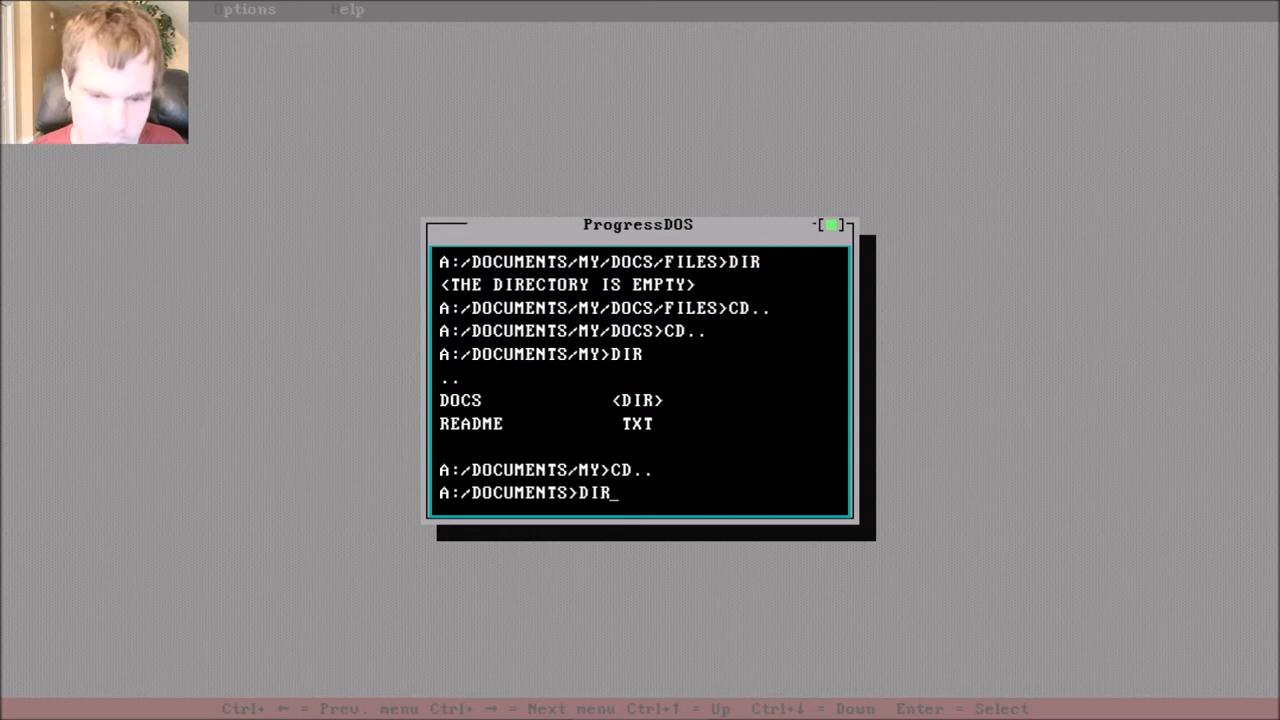 Options Help
ProgressDOS
A:/DOCUMENTS/MY/DOCS/FILES>DIR
<THE DIRECTORY IS EMPTY>
A:/DOCUMENTS/MY/DOCS/FILES>CD..
A:/DOCUMENTS/MY/DOCS>CD..
A:/DOCUMENTS/MY>DIR
..
DOCS <DIR>
README TXT
A:/DOCUMENTS/MY>CD..
A:/DOCUMENTS>DIR_
Ctrl+ ← = Prev. menu Ctrl+ → = Next menu Ctrl+↑ = Up Ctrl+↓ = Down Enter = Select